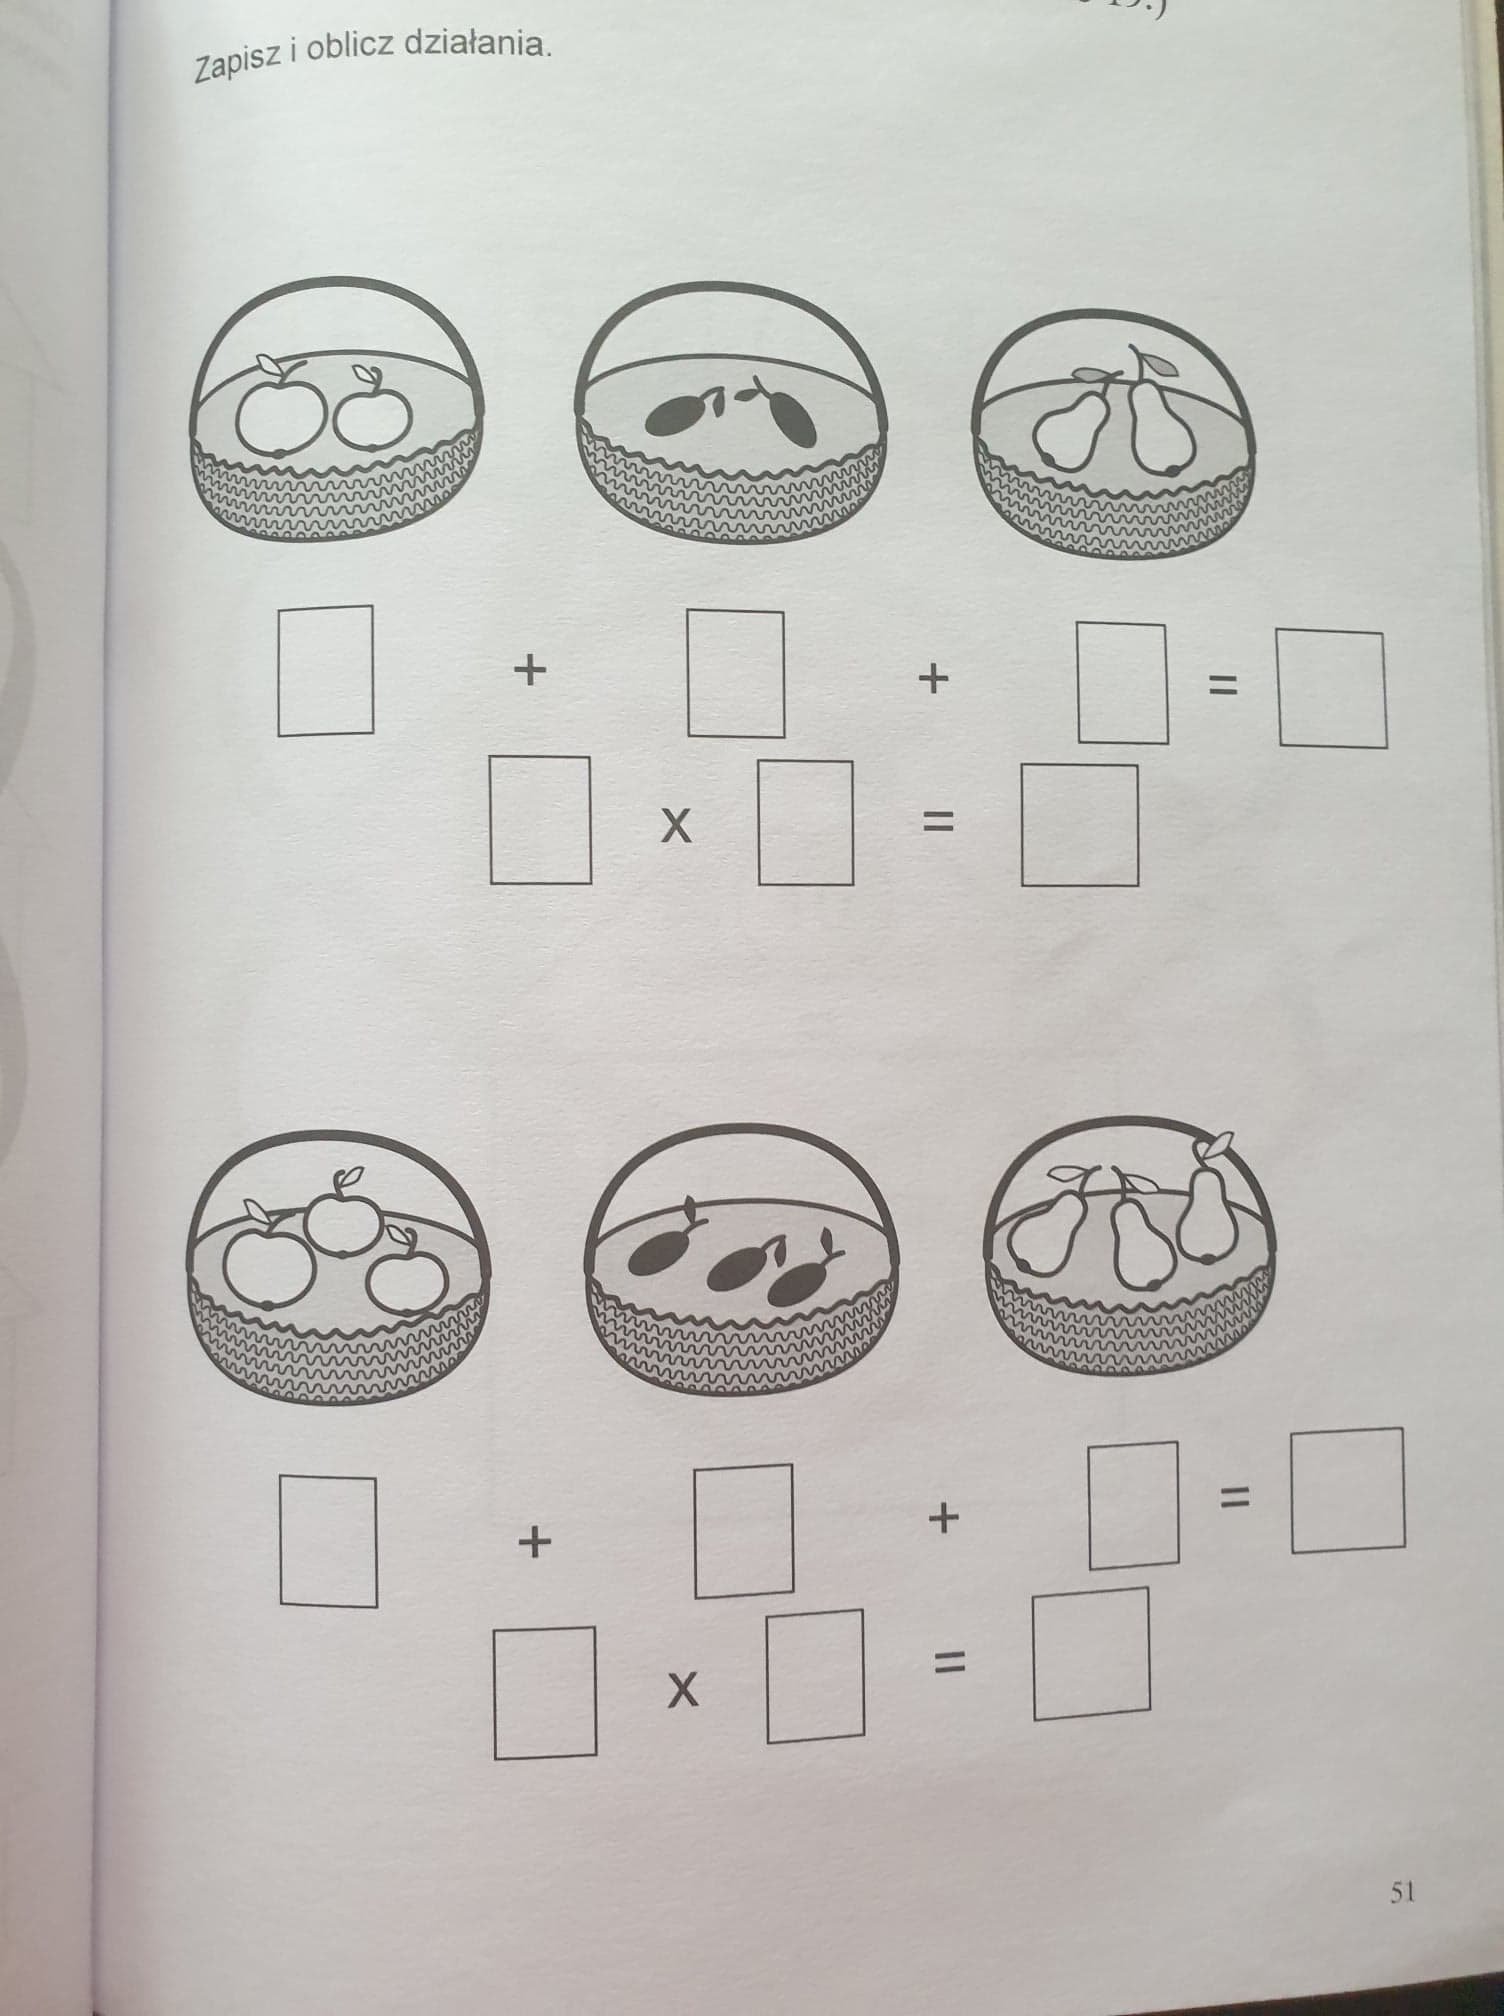 Zapisz i oblicz działania.
+ + =
x =
+ + =
x =
51